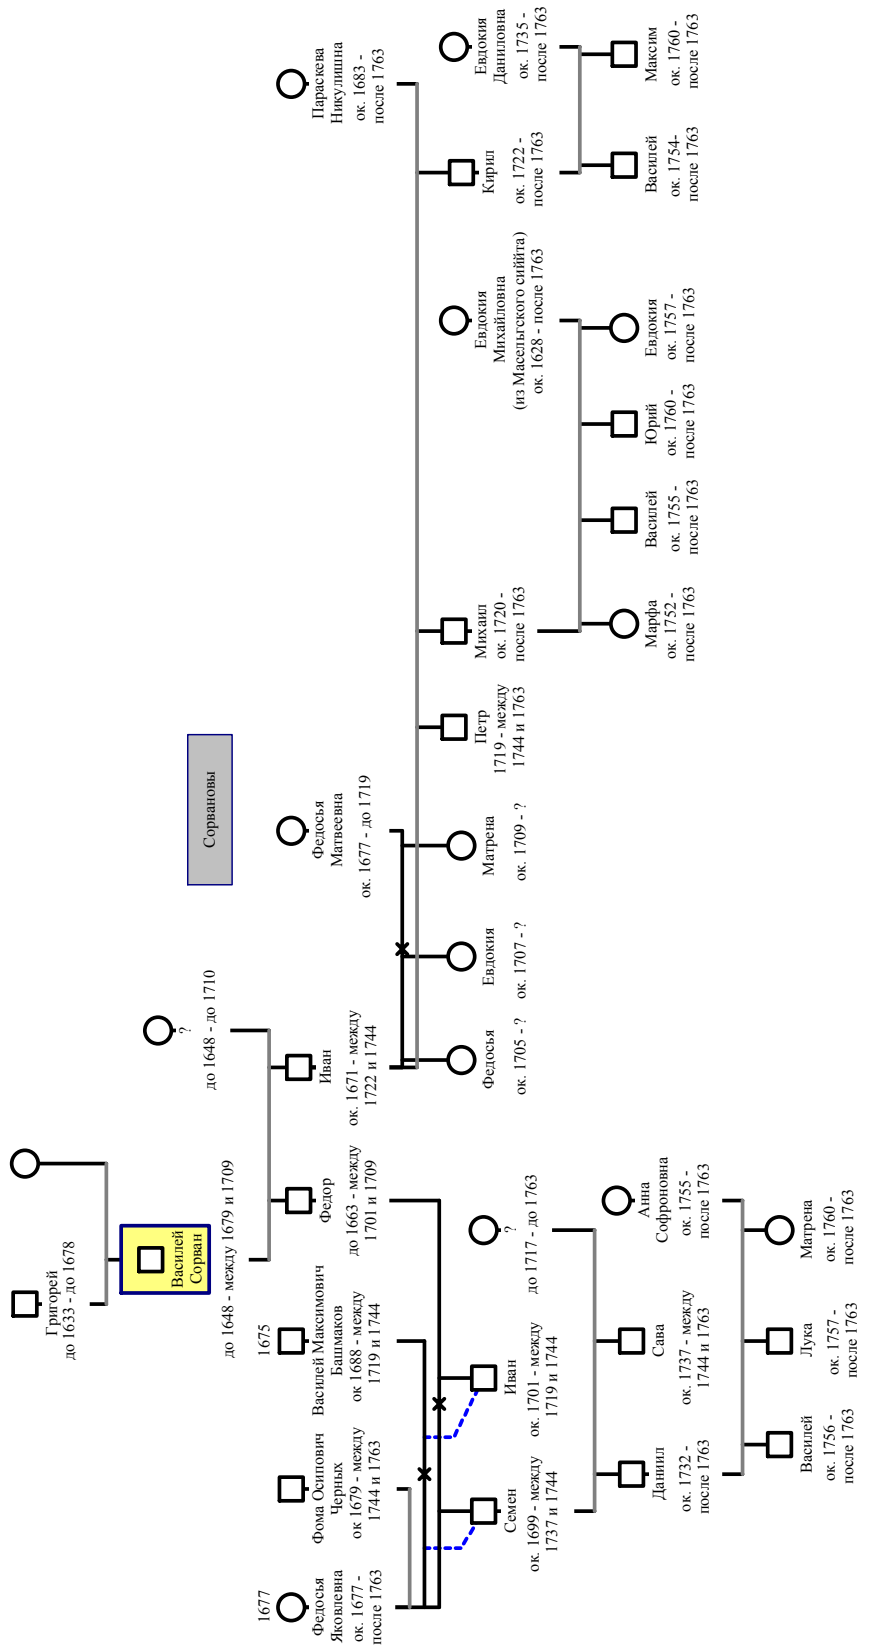 Сорвановы
Григорей
до 1633 - до 1678
Василей
Сорван
до 1648 - между 1679 и 1709
?
до 1648 - до 1710
1677
Федосья
Яковлевна
ок. 1677 -
после 1763
Фома Осипович
Черных
ок 1679 - между
1744 и 1763
1675
Василей Максимович
Башмаков
ок 1688 - между
1719 и 1744
Федор
до 1663 - между
1701 и 1709
Иван
ок. 1671 - между
1722 и 1744
Федосья
Матвеевна
ок. 1677 - до 1719
Параскева
Никулишна
ок. 1683 -
после 1763
Семен
ок. 1699 - между
1737 и 1744
Иван
ок. 1701 - между
1719 и 1744
?
до 1717 - до 1763
Федосья
ок. 1705 - ?
Евдокия
ок. 1707 - ?
Матрена
ок. 1709 - ?
Петр
1719 - между
1744 и 1763
Михаил
ок. 1720 -
после 1763
Евдокия
Михайловна
(из Масельгского сиййта)
ок. 1628 - после 1763
Кирил
ок. 1722 -
после 1763
Евдокия
Даниловна
ок. 1735 -
после 1763
Даниил
ок. 1732-
после 1763
Сава
ок. 1737 - между
1744 и 1763
Анна
Софроновна
ок. 1755 -
после 1763
Марфа
ок. 1752 -
после 1763
Василей
ок. 1755 -
после 1763
Юрий
ок. 1760 -
после 1763
Евдокия
ок. 1757 -
после 1763
Василей
ок. 1754-
после 1763
Максим
ок. 1760 -
после 1763
Василей
ок. 1756 -
после 1763
Лука
ок. 1757 -
после 1763
Матрена
ок. 1760 -
после 1763